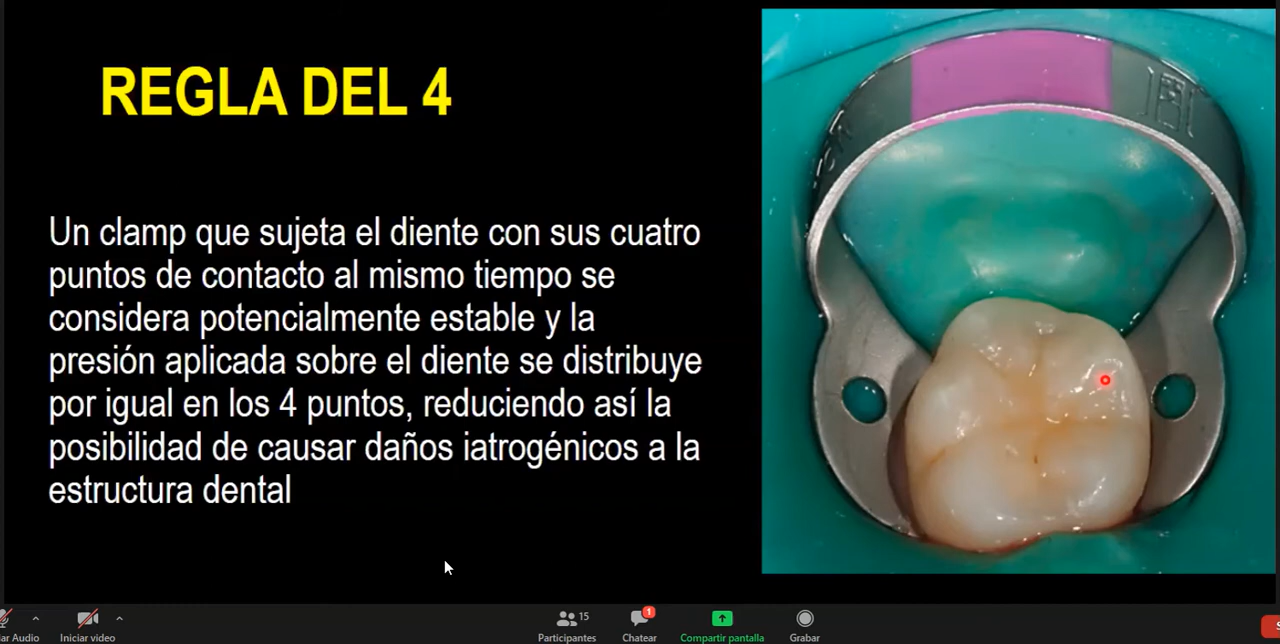 REGLA DEL 4
Un clamp que sujeta el diente con sus cuatro
puntos de contacto al mismo tiempo se
considera potencialmente estable y la
presión aplicada sobre el diente se distribuye
por igual en los 4 puntos, reduciendo así la
posibilidad de causar daños iatrogénicos a la
estructura dental
15
1
Audio
Iniciar video
Participantes
Chatear
Compartir pantalla
Grabar